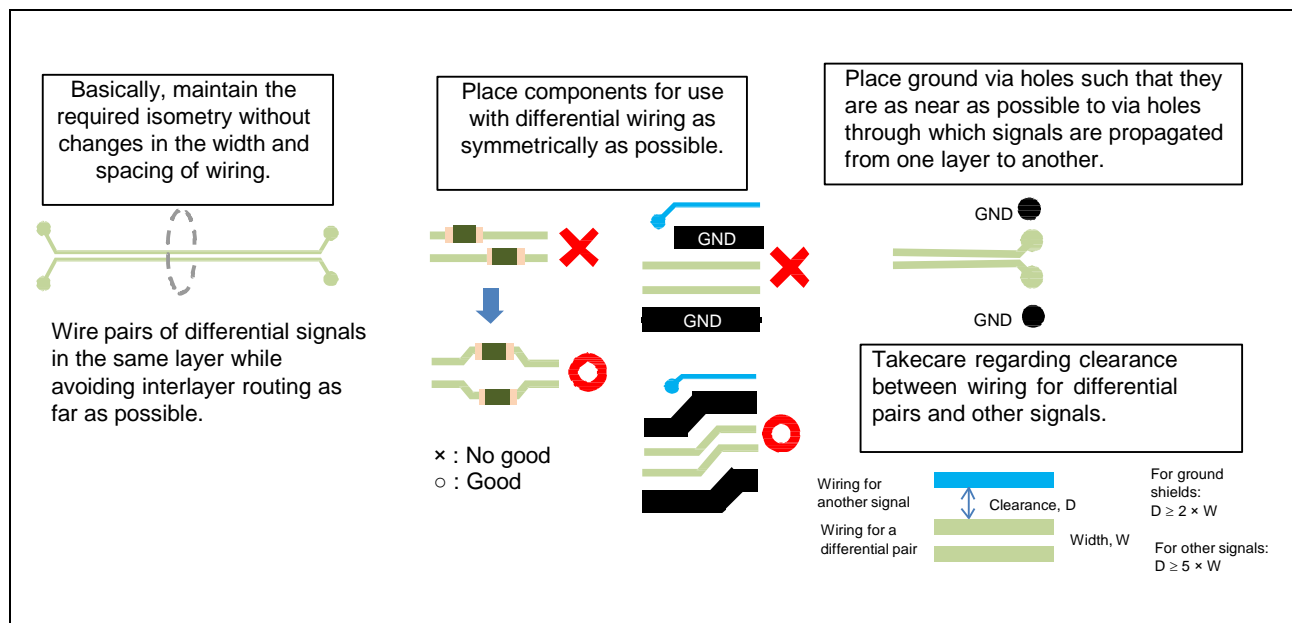 Basically, maintain the
required isometry without
changes in the width and
spacing of wiring.
Wire pairs of differential signals
in the same layer while
avoiding interlayer routing as
far as possible.
Place components for use
with differential wiring as
symmetrically as possible.
GND
GND
× : No good
○ : Good
Place ground via holes such that they
are as near as possible to via holes
through which signals are propagated
from one layer to another.
GND
GND
Takecare regarding clearance
between wiring for differential
pairs and other signals.
Wiring for
another signal
Clearance, D
Wiring for a
differential pair
Width, W
For ground
shields:
D ≥ 2 × W
For other signals:
D ≥ 5 × W